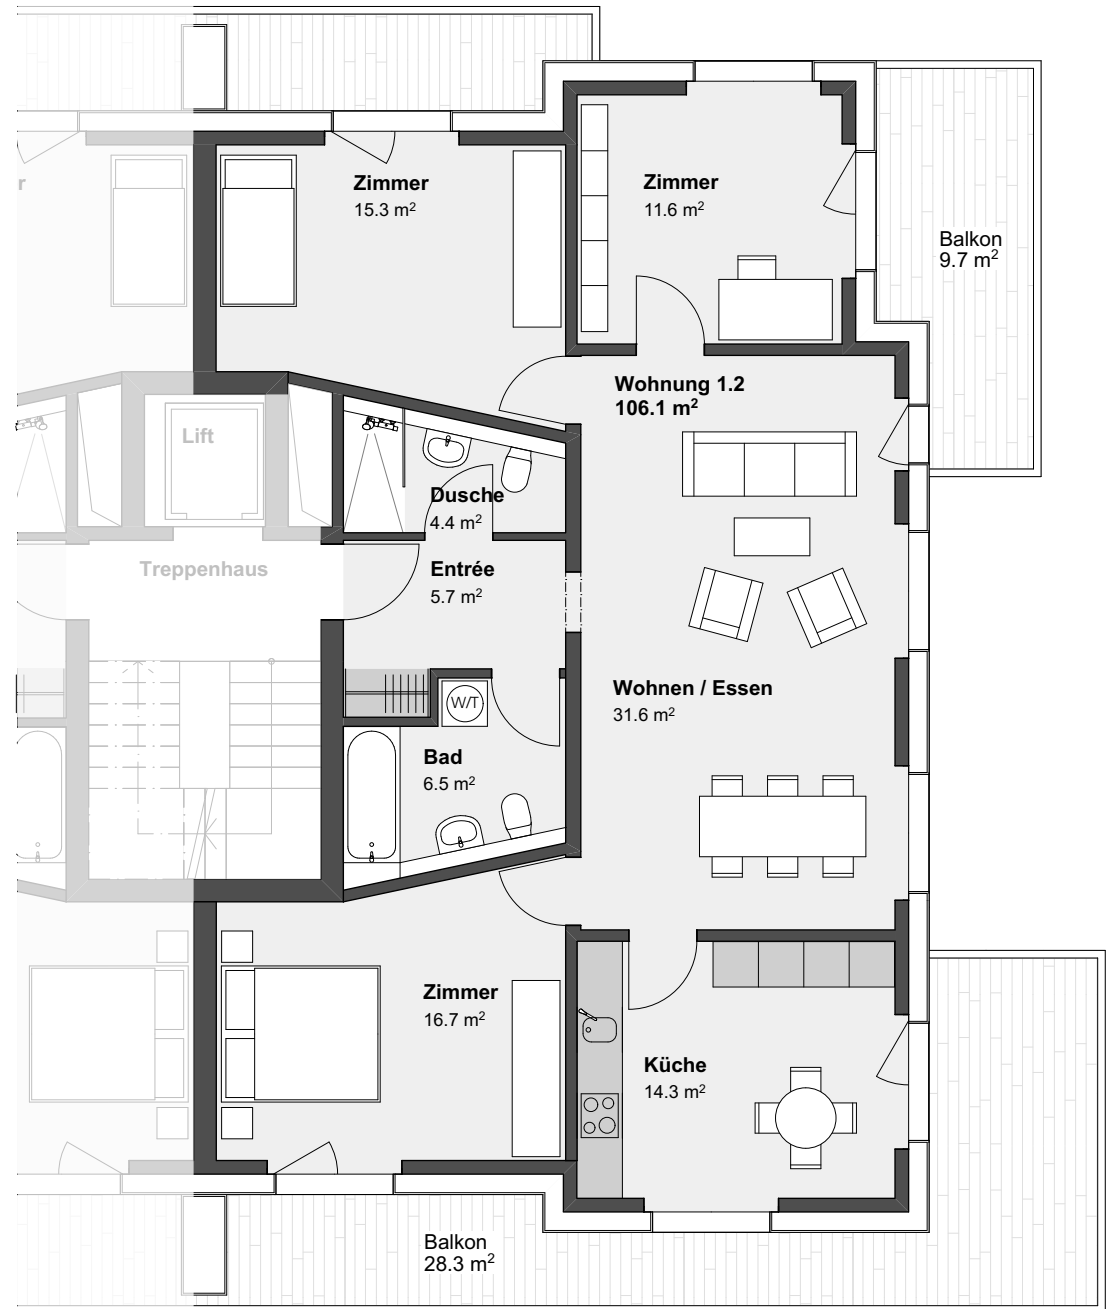 Zimmer
15.3 m²
Zimmer
11.6 m²
r
Balkon
9.7 m²
Wohnung 1.2
106.1 m²
Lift
Dusche
4.4 m²
Treppenhaus
Entrée
5.7 m²
Wohnen / Essen
31.6 m²
W/T
Bad
6.5 m²
Zimmer
16.7 m²
Küche
14.3 m²
Balkon
28.3 m²